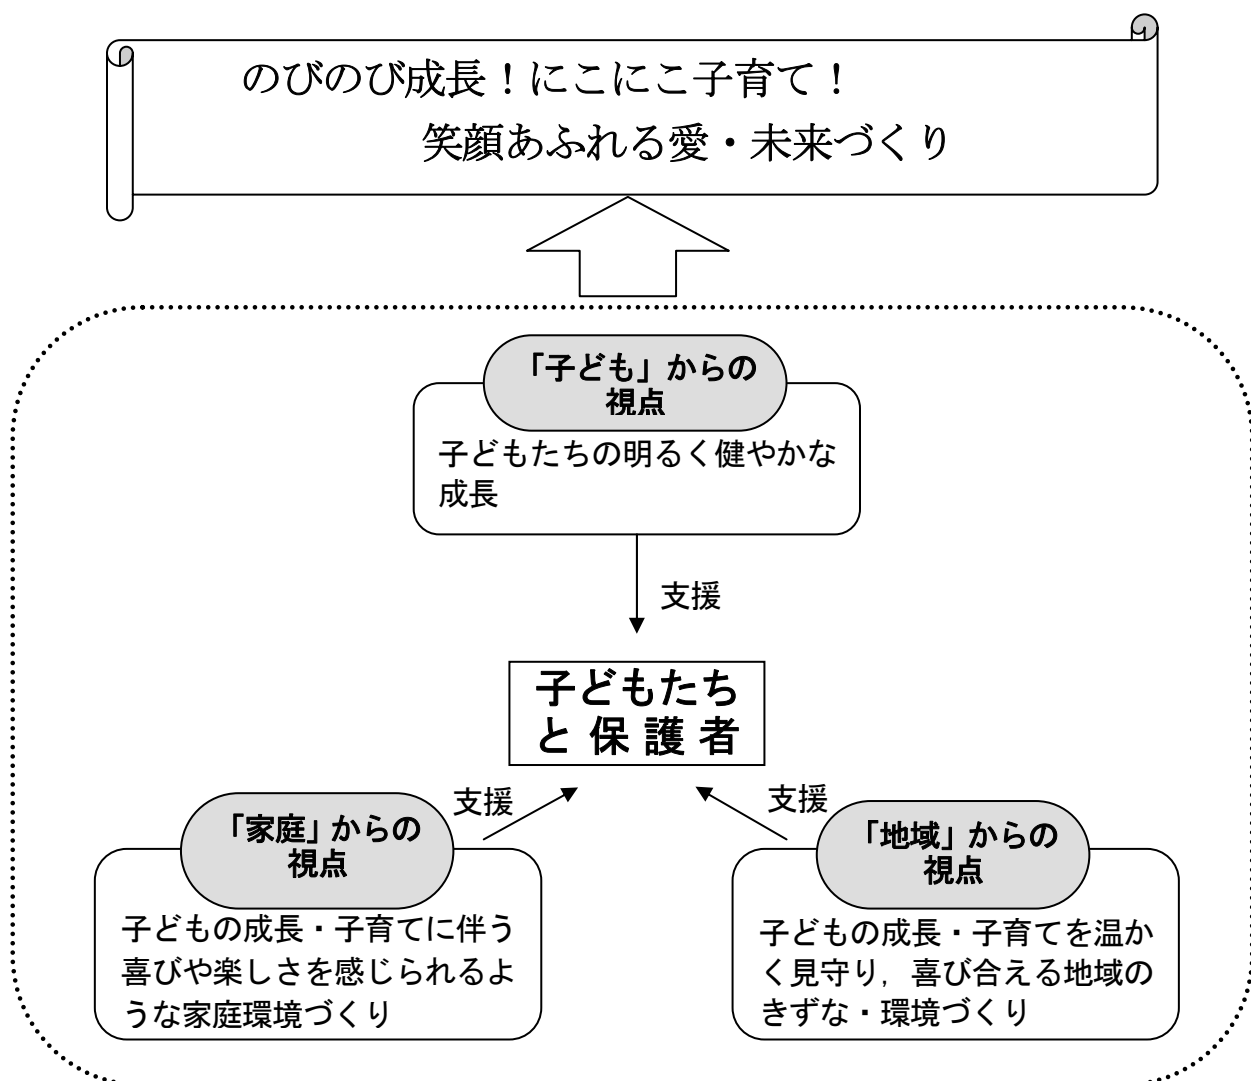 のびのび成長！にこにこ子育て！
笑顔あふれる愛・未来づくり
「子ども」からの
視点
子どもたちの明るく健やかな
成長
支援
子どもたち
と保護者
支援
「家庭」からの
視点
子どもの成長・子育てに伴う
喜びや楽しさを感じられるよ
うな家庭環境づくり
支援
「地域」からの
視点
子どもの成長・子育てを温か
く見守り，喜び合える地域の
きずな・環境づくり